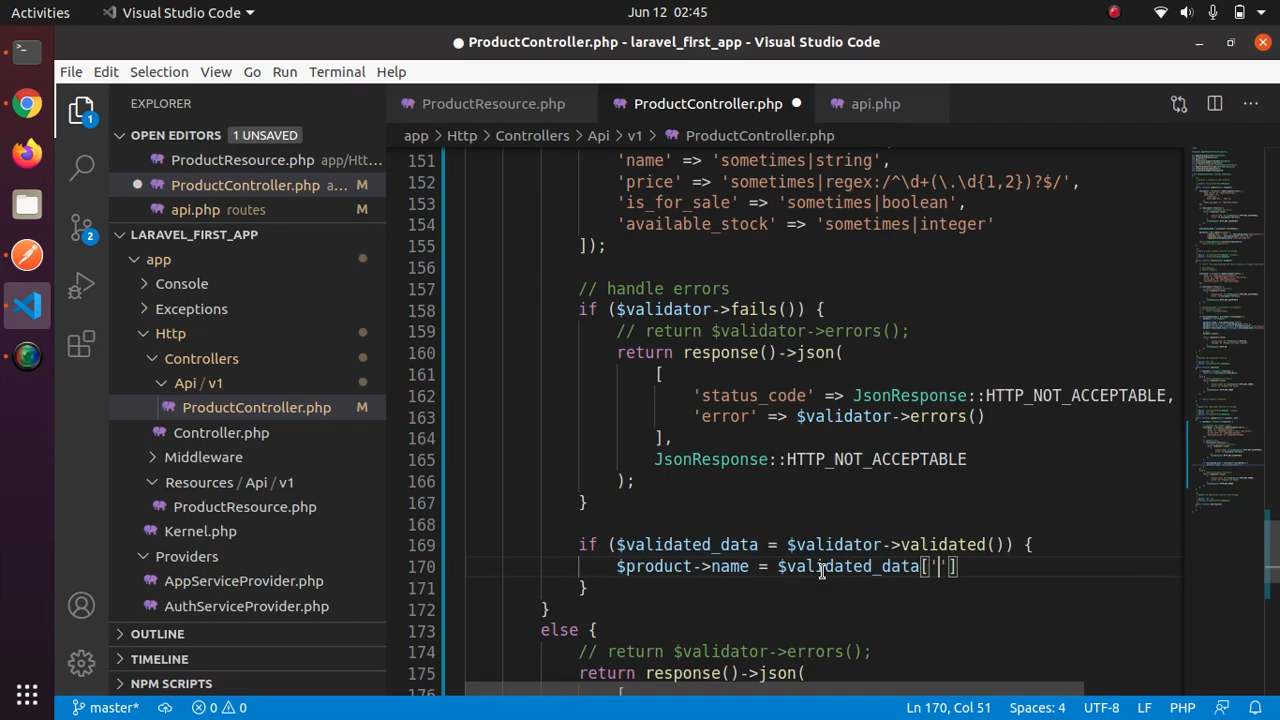 Activities
Visual Studio Code
Jun 12 02:45
ProductController.php - laravel_first_app - Visual Studio Code
File Edit Selection View Go Run Terminal Help
EXPLORER
ProductResource.php
ProductController.php
api.php
OPEN EDITORS
1 UNSAVED
app > Http > Controllers > Api > v1 > ProductController.php
ProductResource.php app/Htt...
ProductController.php a... M
api.php routes M
LARAVEL_FIRST_APP
app
Console
Exceptions
Http
Controllers
Api / v1
ProductController.php M
Controller.php
Middleware
Resources / Api / v1
ProductResource.php
Kernel.php
Providers
AppServiceProvider.php
AuthServiceProvider.php
OUTLINE
TIMELINE
NPM SCRIPTS
1
2
151 'name' => 'sometimes|string',
152 'price' => 'sometimes|regex:/^\d+(\.\d{1,2})?$/',
153 'is_for_sale' => 'sometimes|boolean',
154 'available_stock' => 'sometimes|integer'
155 ]);
156
157 // handle errors
158 if ($validator->fails()) {
159 // return $validator->errors();
160 return response()->json(
161 [
162 'status_code' => JsonResponse::HTTP_NOT_ACCEPTABLE,
163 'error' => $validator->errors()
164 ],
165 JsonResponse::HTTP_NOT_ACCEPTABLE
166 );
167 }
168
169 if ($validated_data = $validator->validated()) {
170 $product->name = $validated_data['']
171 }
172 }
173 else {
174 // return $validator->errors();
175 return response()->json(
176 [
master*
0 0
Ln 170, Col 51
Spaces: 4
UTF-8
LF
PHP